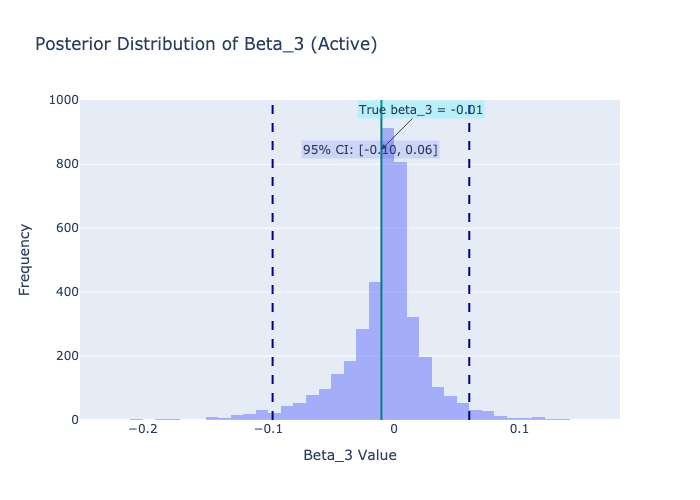 Posterior Distribution of Beta_3 (Active)
1000
True beta_3 = -0.01
95% CI: [-0.10, 0.06]
800
600
400
200
0
Frequency
−0.2
−0.1
0
0.1
Beta_3 Value